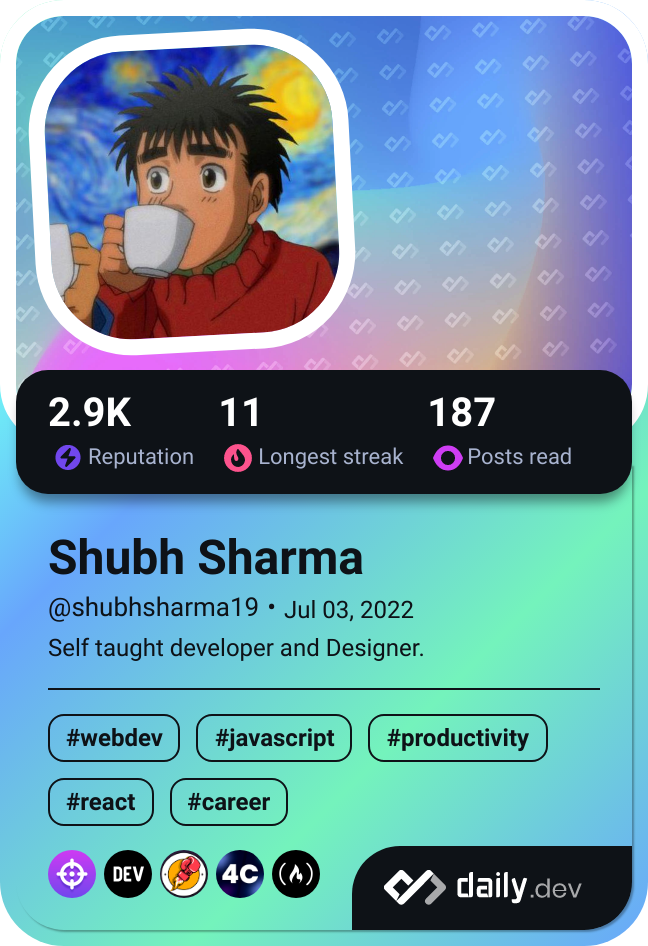 2.9K 11 187
Reputation Longest streak Posts read
Shubh Sharma
@shubhsharma19 • Jul 03, 2022
Self taught developer and Designer.
#webdev #javascript #productivity
#react #career
DEV 4C daily.dev